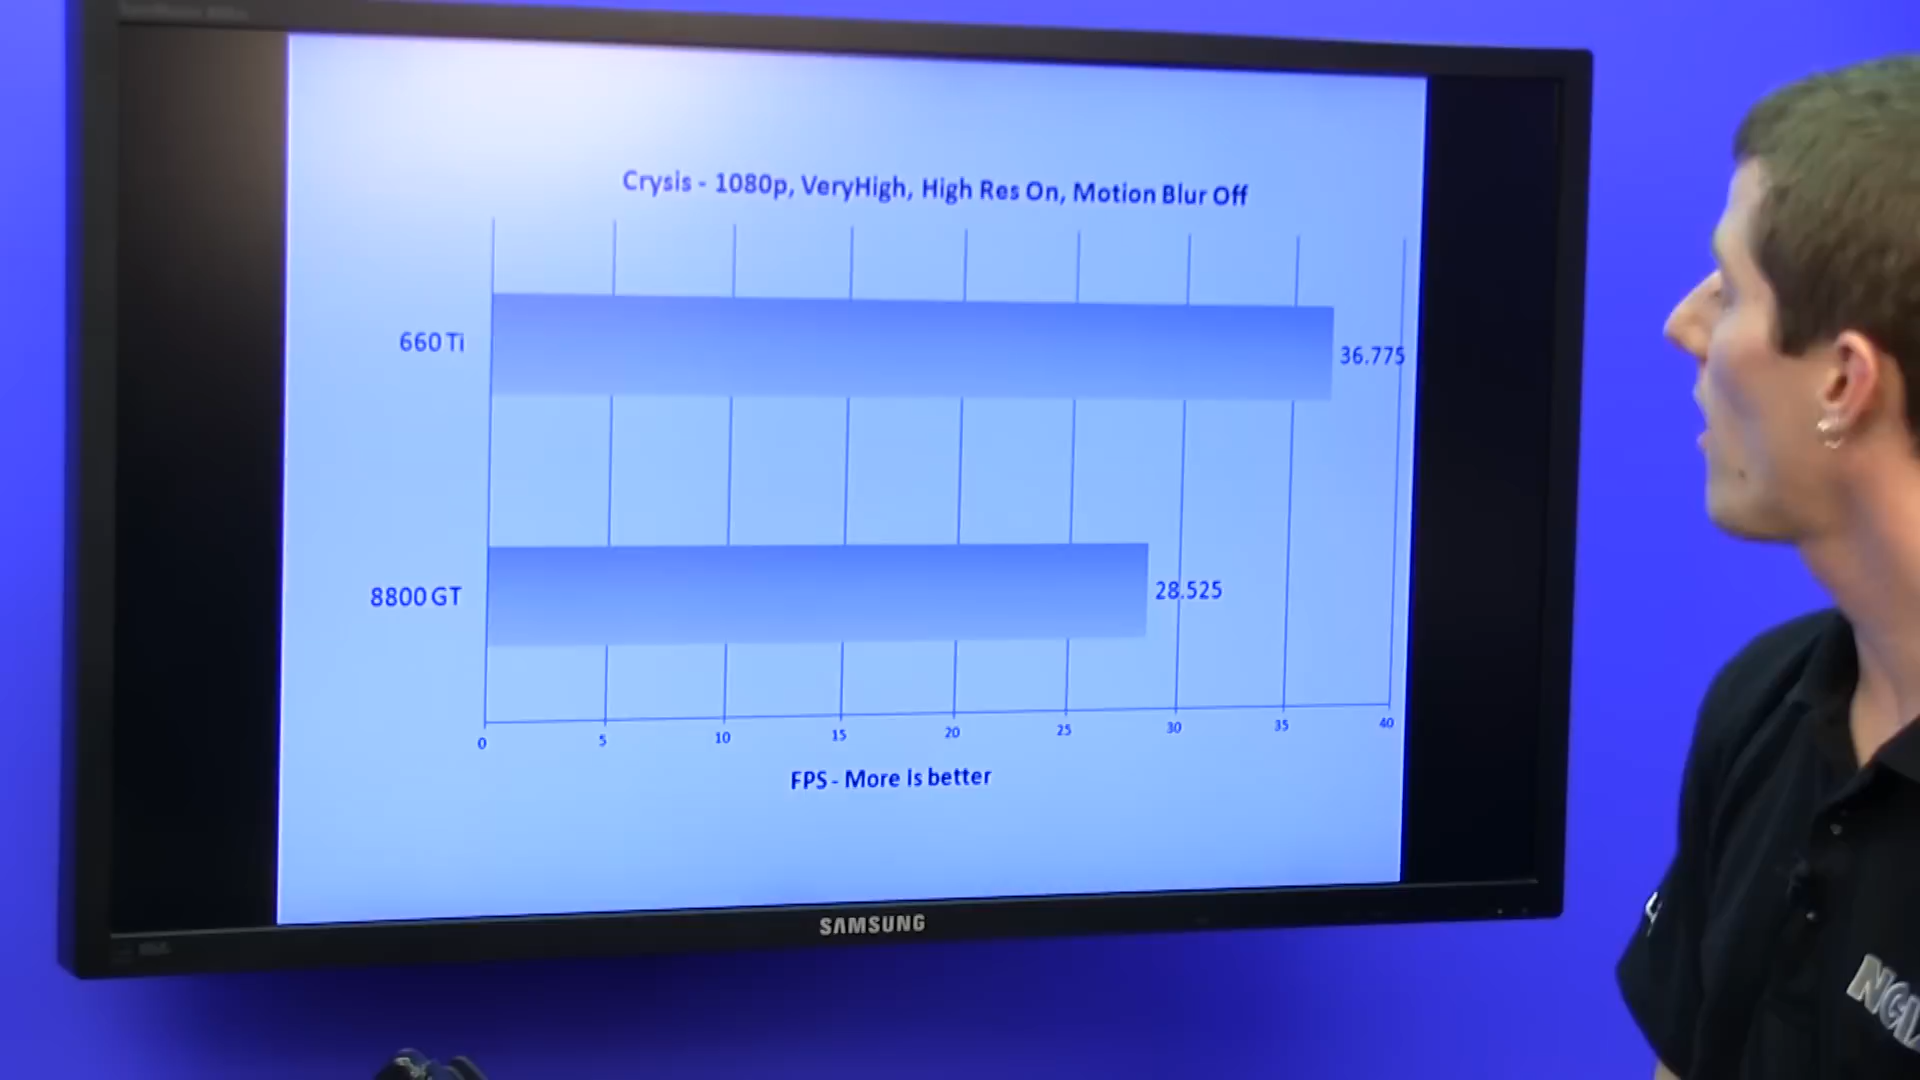 Crysis - 1080p, VeryHigh, High Res On, Motion Blur Off
660 Ti
36.775
8800 GT
28.525
0 5 10 15 20 25 30 35 40
FPS - More is better
SAMSUNG